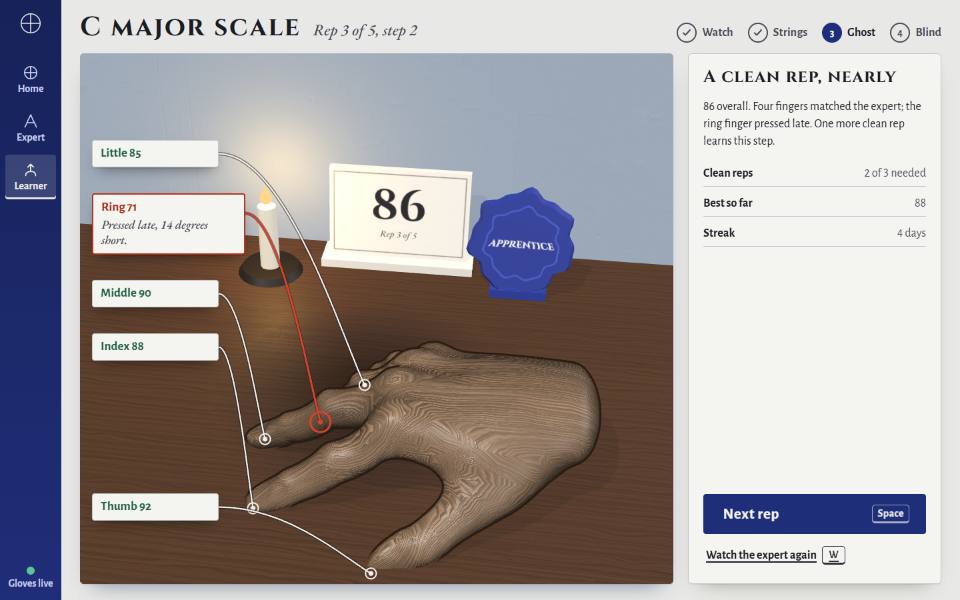 C MAJOR SCALE Rep 3 of 5, step 2
Watch
Strings
3 Ghost
4 Blind
Home
Expert
Learner
Gloves live
Little 85
Ring 71
Pressed late, 14 degrees
short.
Middle 90
Index 88
Thumb 92
86
Rep 3 of 5
APPRENTICE
A CLEAN REP, NEARLY
86 overall. Four fingers matched the expert; the
ring finger pressed late. One more clean rep
learns this step.
Clean reps 2 of 3 needed
Best so far 88
Streak 4 days
Next rep Space
Watch the expert again W